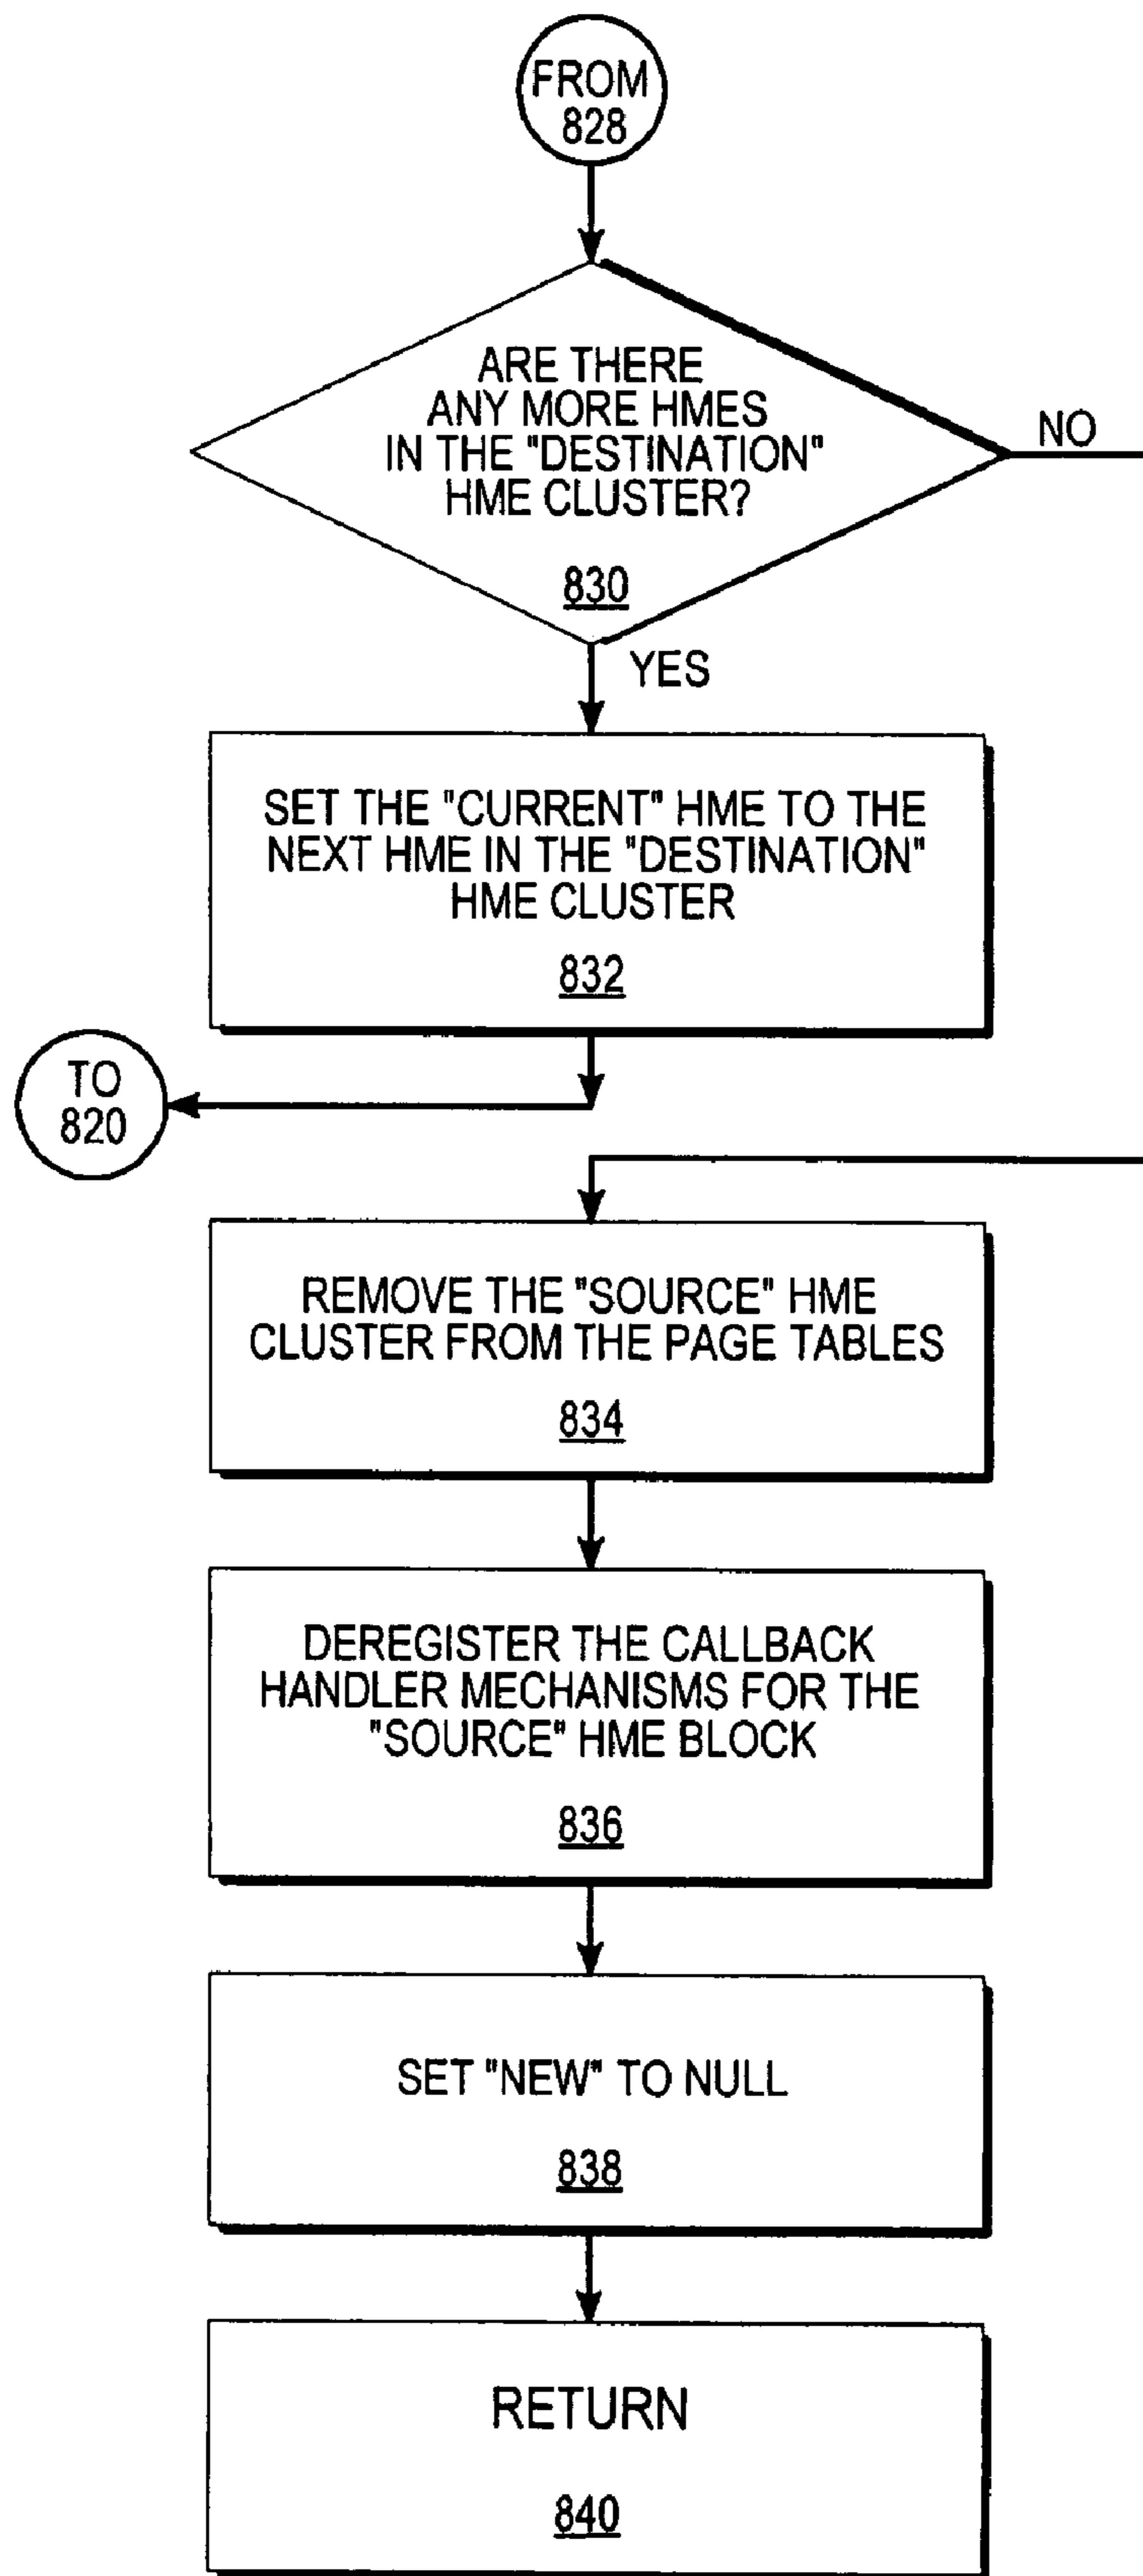 FROM
828
ARE THERE
ANY MORE HMES
IN THE "DESTINATION"
HME CLUSTER?
830
NO
YES
SET THE "CURRENT" HME TO THE
NEXT HME IN THE "DESTINATION"
HME CLUSTER
832
TO
820
REMOVE THE "SOURCE" HME
CLUSTER FROM THE PAGE TABLES
834
DEREGISTER THE CALLBACK
HANDLER MECHANISMS FOR THE
"SOURCE" HME BLOCK
836
SET "NEW" TO NULL
838
RETURN
840